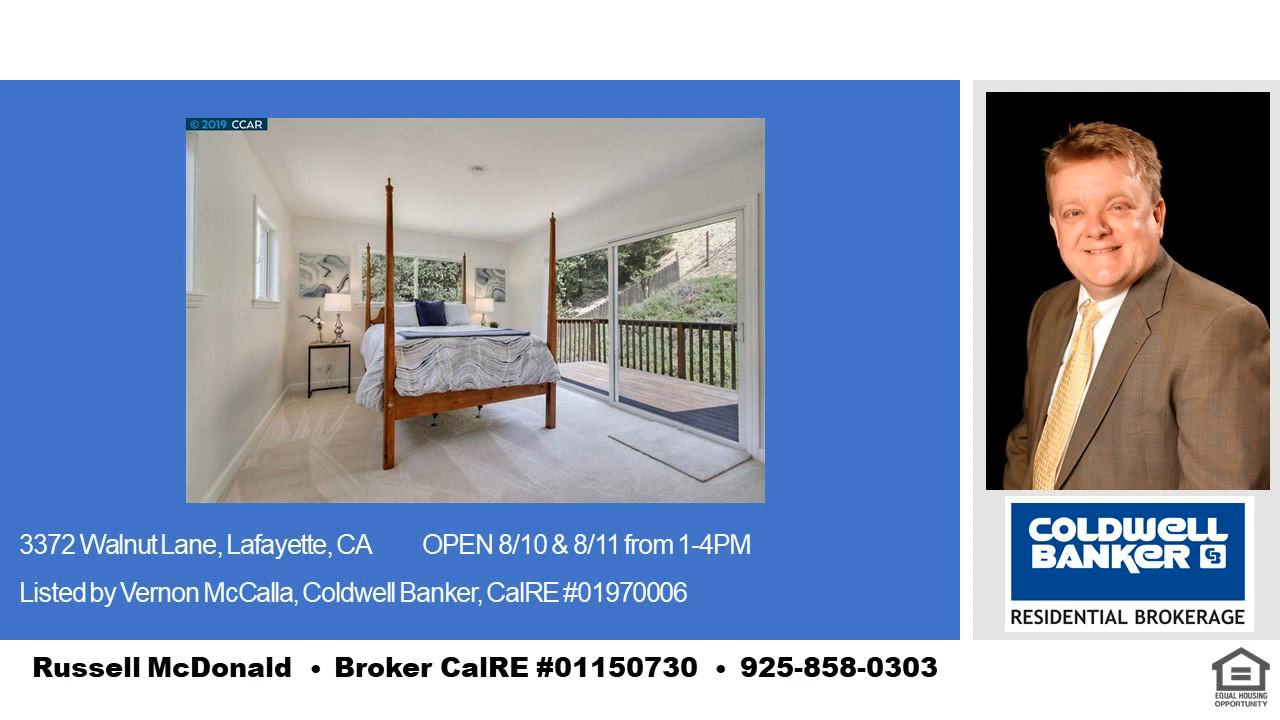 © 2019 CCAR
3372 Walnut Lane, Lafayette, CA OPEN 8/10 & 8/11 from 1-4PM
Listed by Vernon McCalla, Coldwell Banker, CalRE #01970006
COLDWELL
BANKER CB
RESIDENTIAL BROKERAGE
Russell McDonald • Broker CalRE #01150730 • 925-858-0303
EQUAL HOUSING
OPPORTUNITY